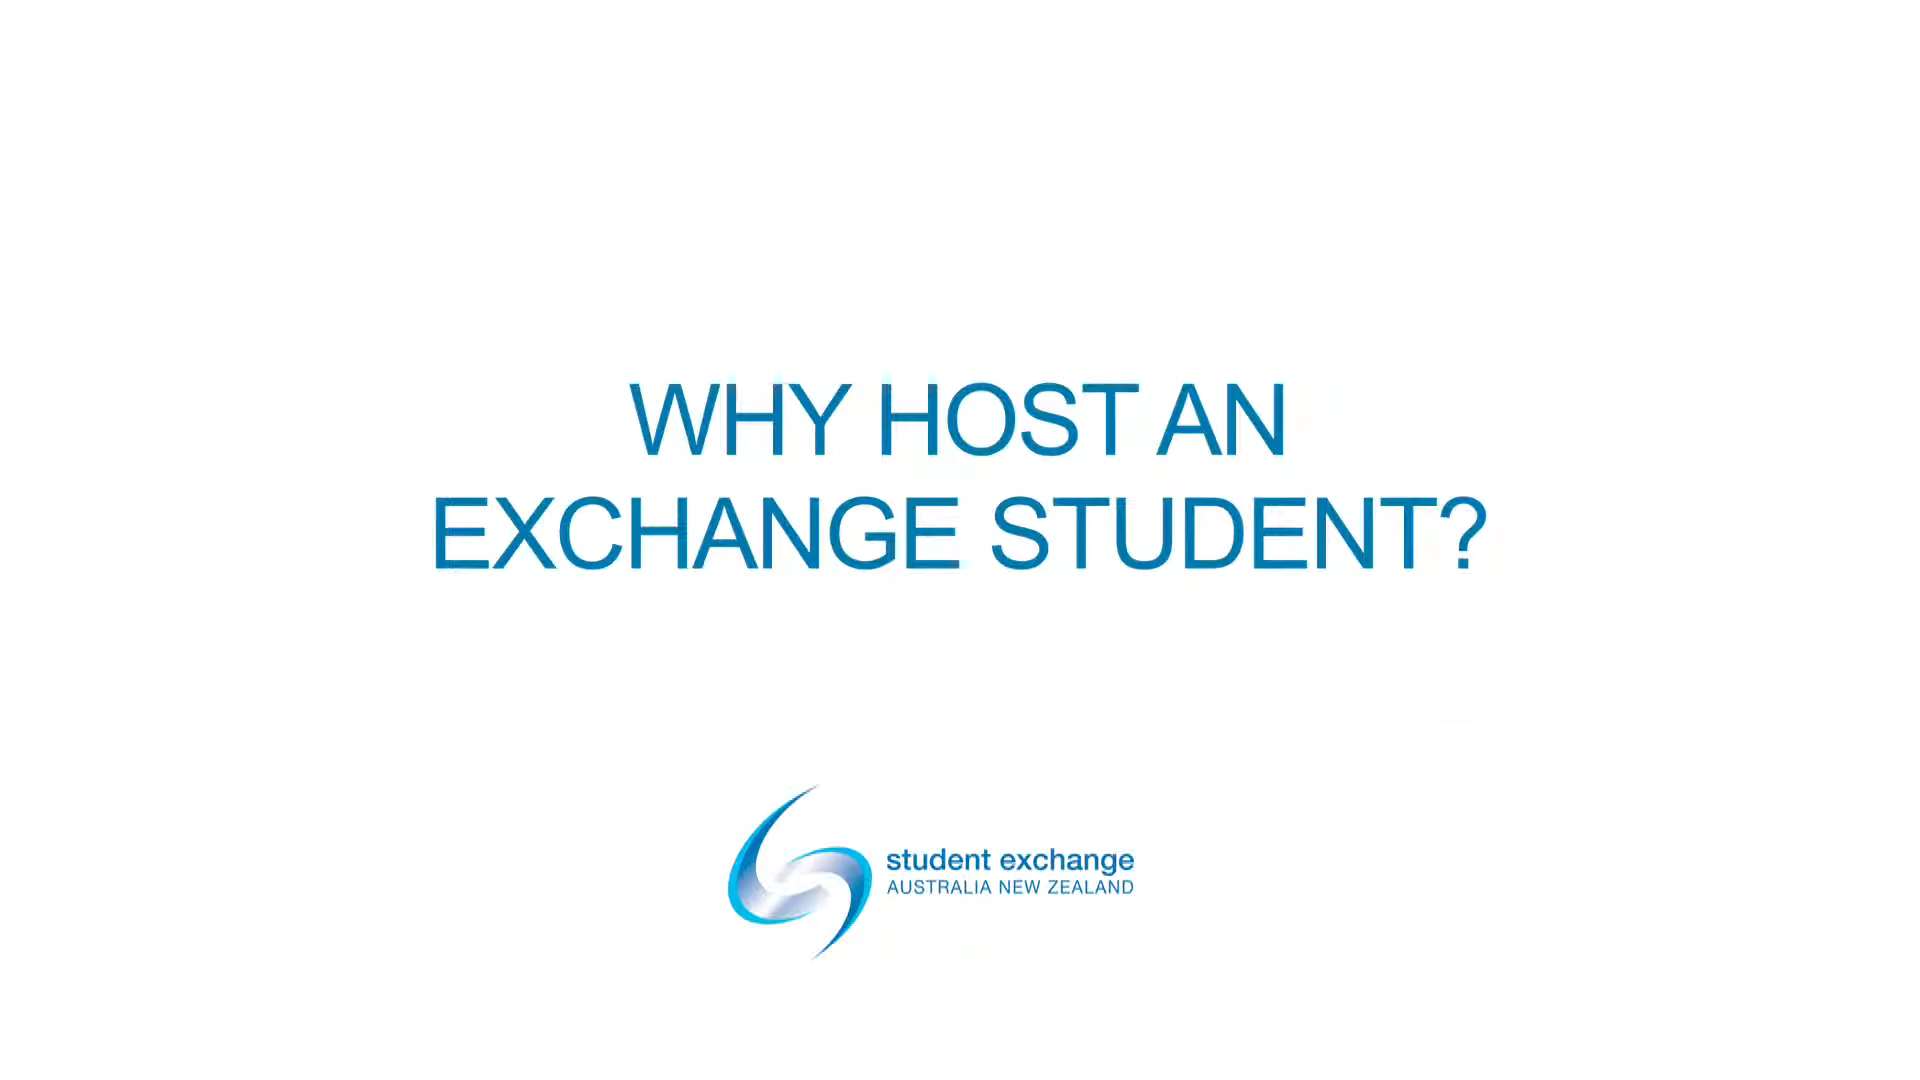 WHY HOST AN
EXCHANGE STUDENT?
student exchange
AUSTRALIA NEW ZEALAND